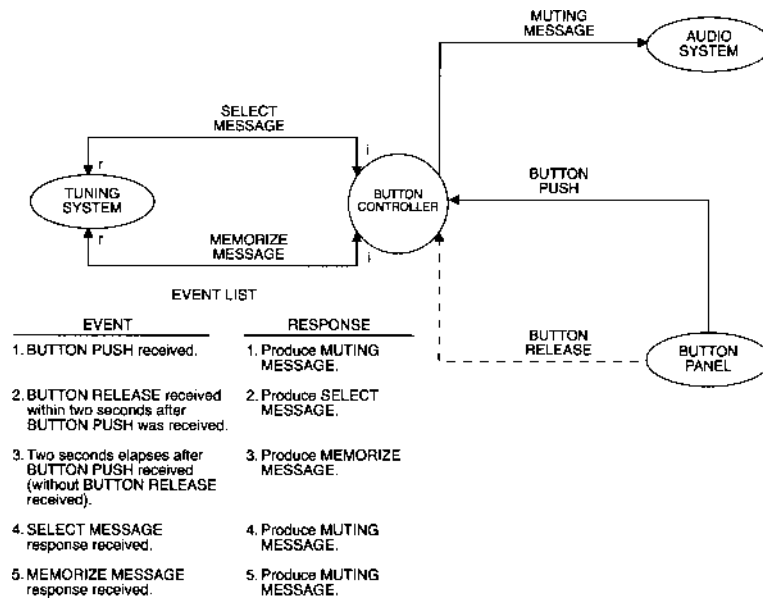 MUTING
MESSAGE
AUDIO
SYSTEM
SELECT
MESSAGE
r
i
TUNING
SYSTEM
BUTTON
CONTROLLER
BUTTON
PUSH
r
MEMORIZE
MESSAGE
i
EVENT LIST
EVENT
RESPONSE
BUTTON
RELEASE
BUTTON
PANEL
1. BUTTON PUSH received.
1. Produce MUTING
MESSAGE.
2. BUTTON RELEASE received
within two seconds after
BUTTON PUSH was received.
2. Produce SELECT
MESSAGE.
3. Two seconds elapses after
BUTTON PUSH received
(without BUTTON RELEASE
received).
3. Produce MEMORIZE
MESSAGE.
4. SELECT MESSAGE
response received.
4. Produce MUTING
MESSAGE.
5. MEMORIZE MESSAGE
response received.
5. Produce MUTING
MESSAGE.